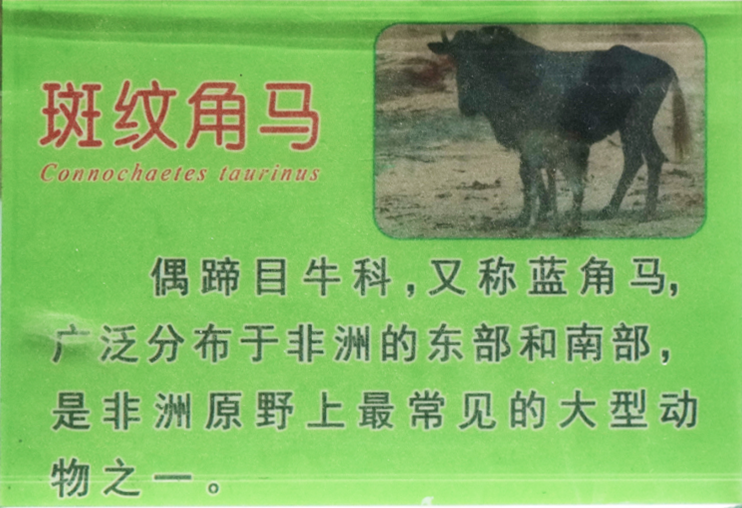 斑纹角马
Connochaetes taurinus
偶蹄目牛科,又称蓝角马,
广泛分布于非洲的东部和南部,
是非洲原野上最常见的大型动
物之一。